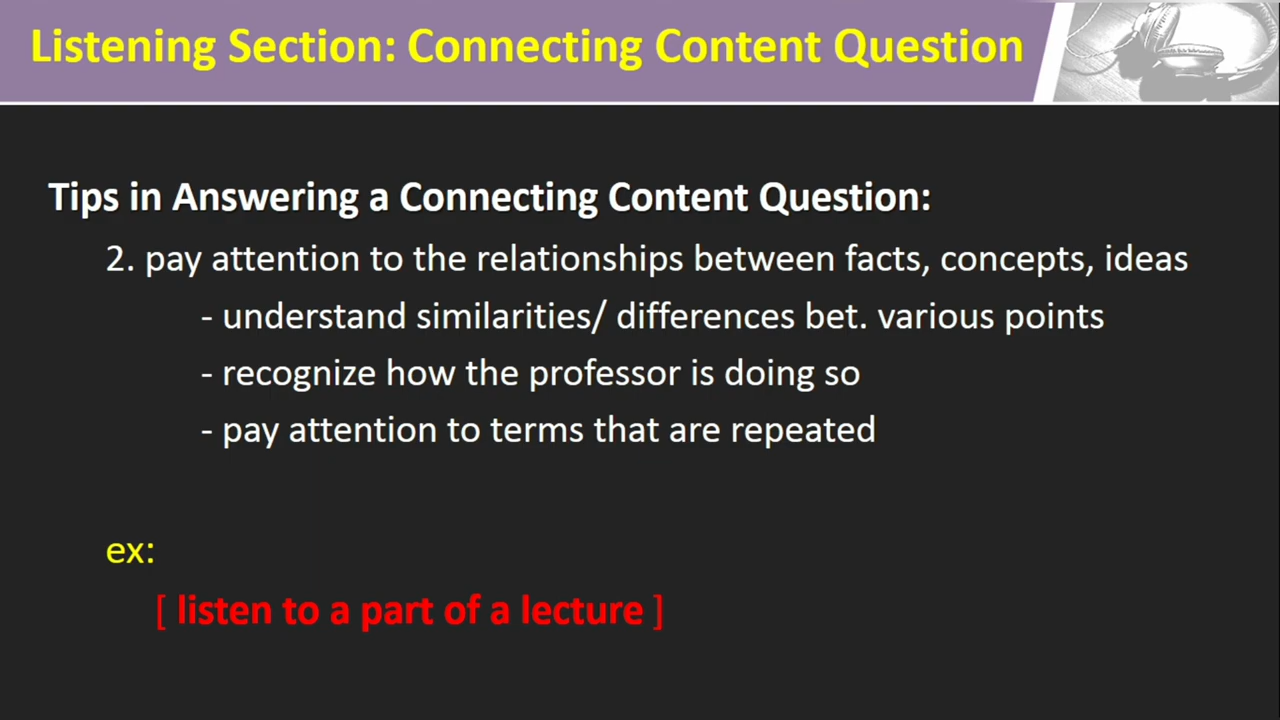 Listening Section: Connecting Content Question
Tips in Answering a Connecting Content Question:
2. pay attention to the relationships between facts, concepts, ideas
- understand similarities/ differences bet. various points
- recognize how the professor is doing so
- pay attention to terms that are repeated
ex:
[ listen to a part of a lecture ]